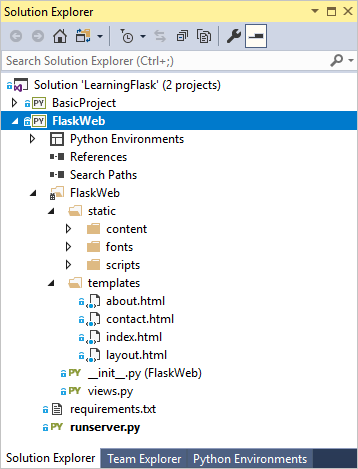 Solution Explorer
Search Solution Explorer (Ctrl+;)
Solution 'LearningFlask' (2 projects)
PY BasicProject
PY FlaskWeb
Python Environments
References
Search Paths
FlaskWeb
static
content
fonts
scripts
templates
about.html
contact.html
index.html
layout.html
PY __init__.py (FlaskWeb)
PY views.py
requirements.txt
PY runserver.py
Solution Explorer Team Explorer Python Environments